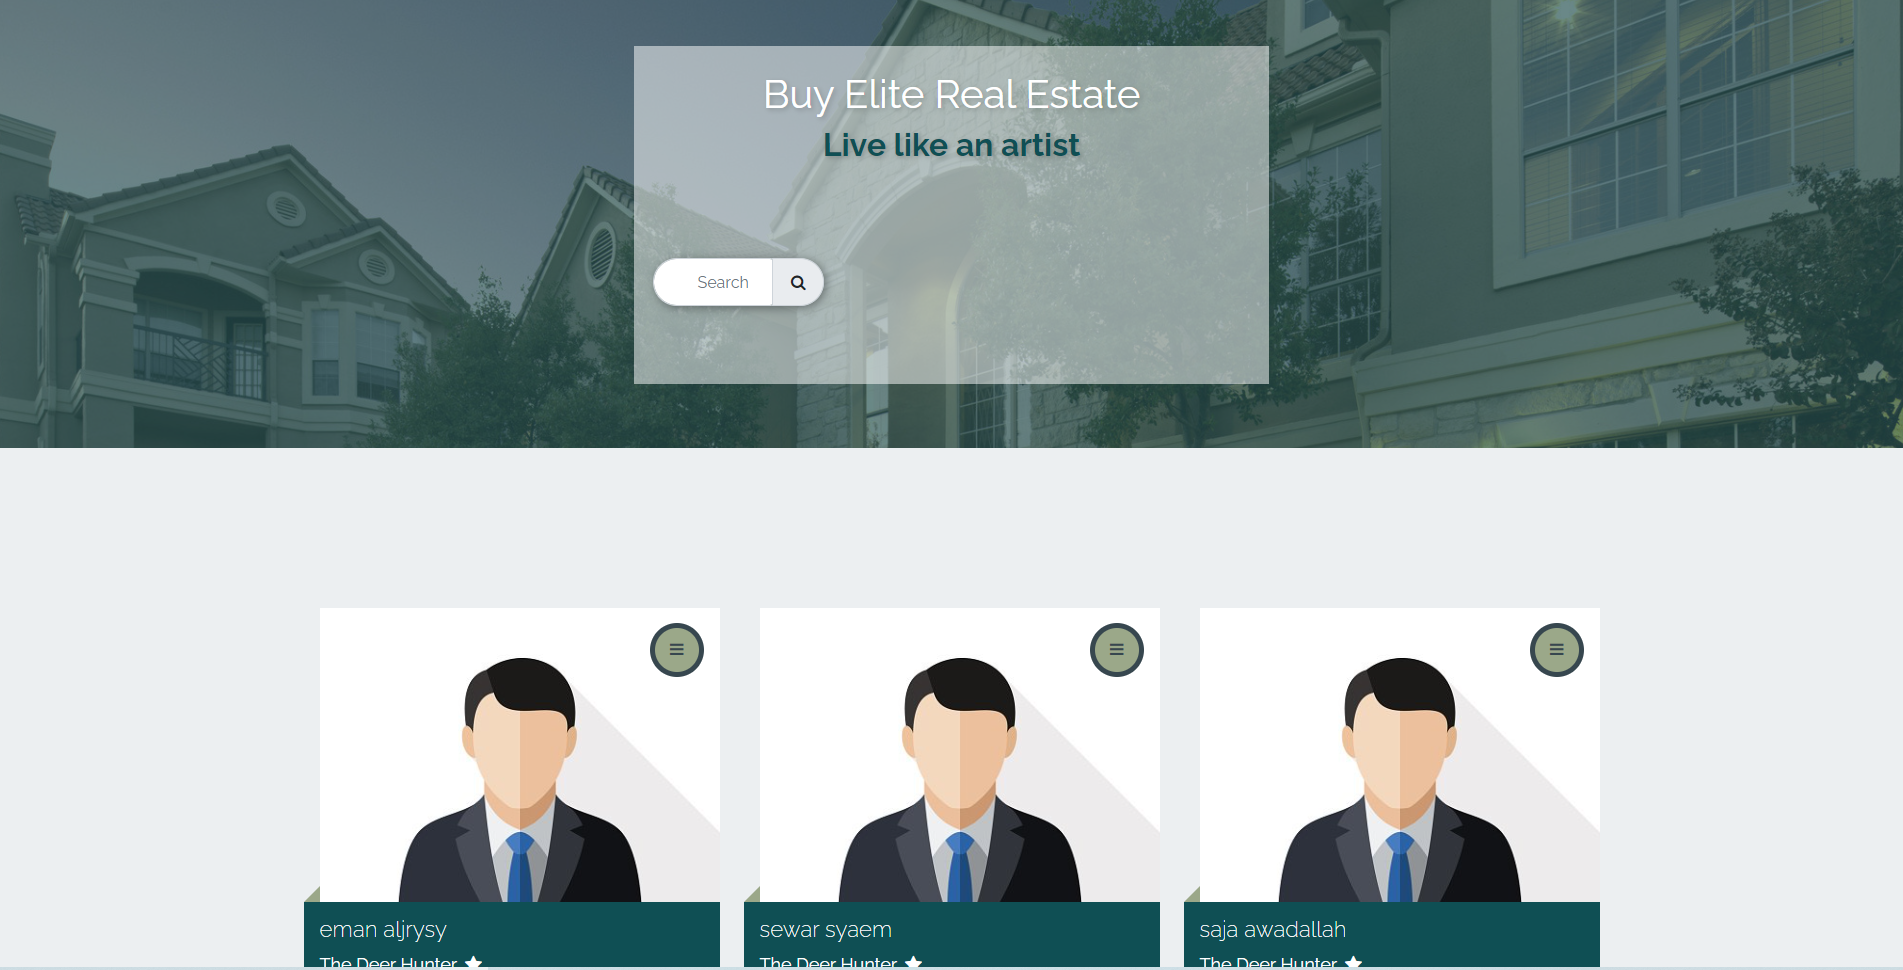 Buy Elite Real Estate
Live like an artist
Search
eman aljrysy
sewar syaem
saja awadallah
The Deer Hunter
The Deer Hunter
The Deer Hunter